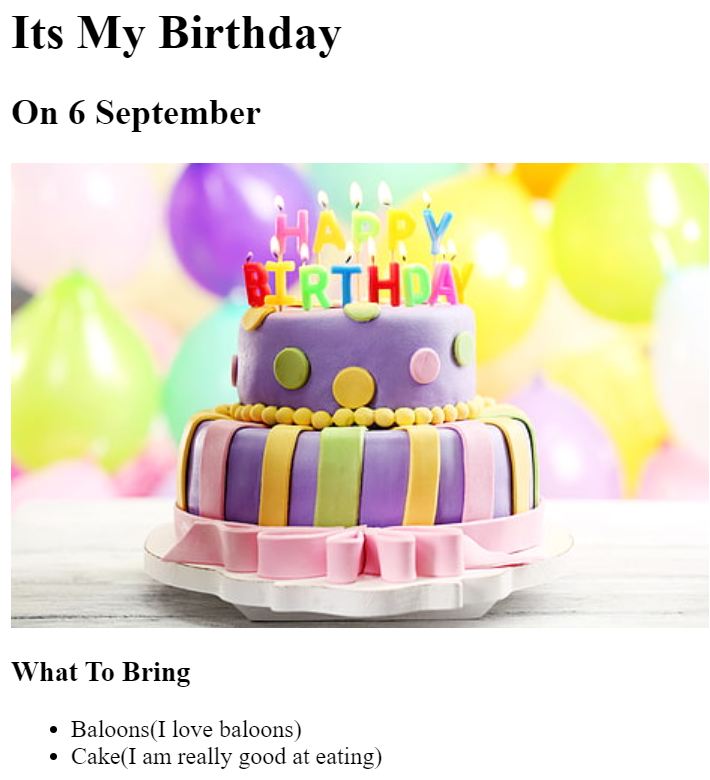 Its My Birthday
On 6 September
HAPPY
BIRTHDAY
What To Bring
Baloons(I love baloons)
Cake(I am really good at eating)